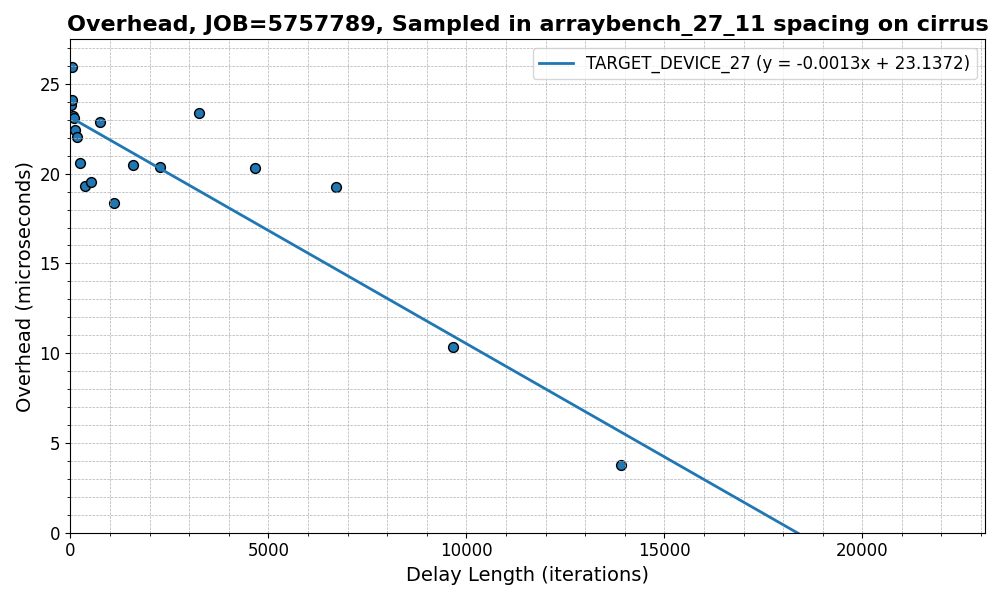 Overhead, JOB=5757789, Sampled in arraybench_27_11 spacing on cirrus
TARGET_DEVICE_27 (y = -0.0013x + 23.1372)
Overhead (microseconds)
25
20
15
10
5
0
0 5000 10000 15000 20000
Delay Length (iterations)